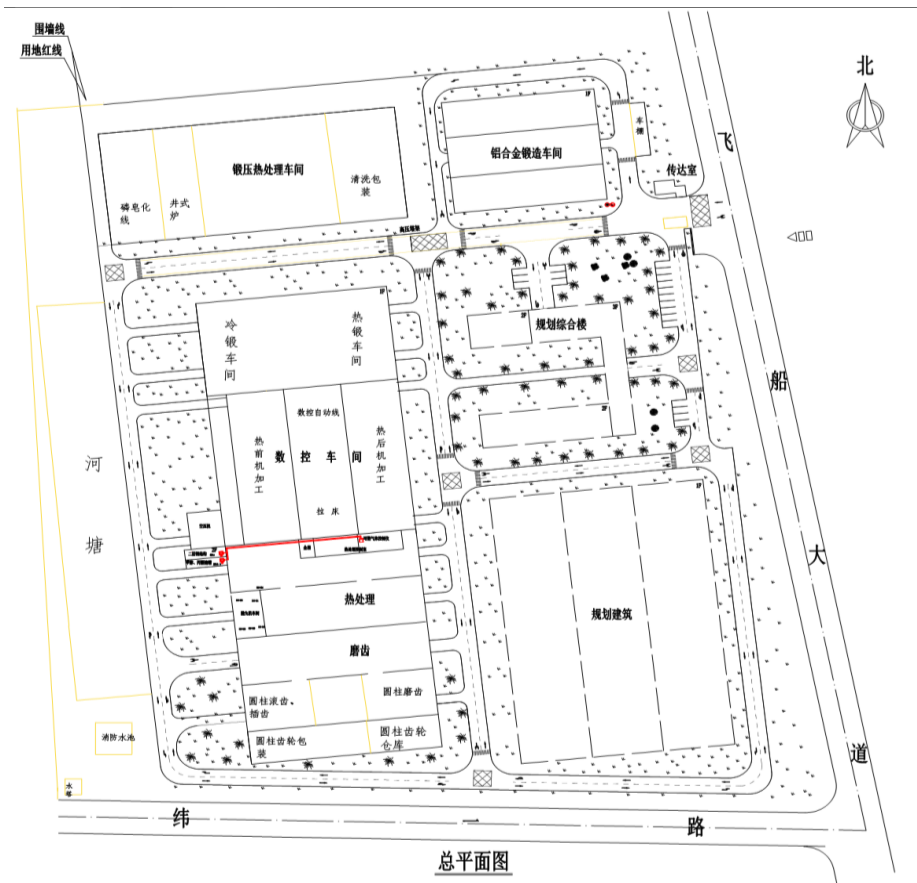 围墙线
用地红线
北
飞
船
大
道
锻压热处理车间
磷皂化
线
井式
炉
清洗包
装
铝合金锻造车间
车棚
传达室
冷锻车间
热锻车间
规划综合楼
数控自动线
热前机加工
数控车间
热后机加工
拉床
河
塘
热处理
磨齿
圆柱滚齿、
插齿
圆柱磨齿
圆柱齿轮包
装
圆柱齿轮
仓库
规划建筑
消防水池
水
泵
纬
一
路
总平面图